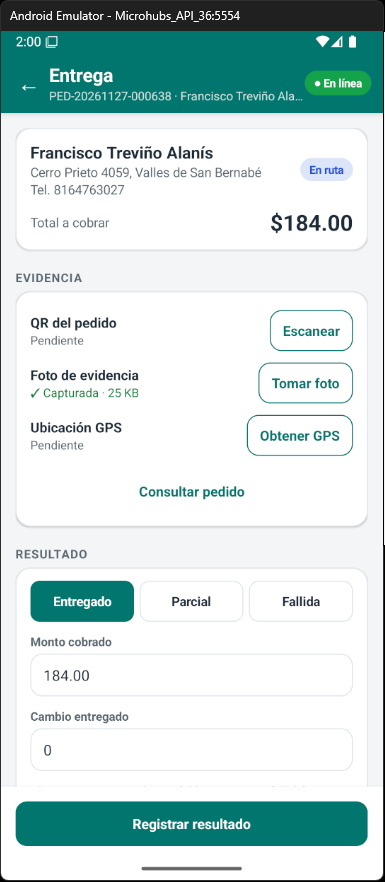 Android Emulator - Microhubs_API_36:5554
2:00
← Entrega
PED-20261127-000638 · Francisco Treviño Ala...
● En línea
Francisco Treviño Alanís
Cerro Prieto 4059, Valles de San Bernabé
Tel. 8164763027
En ruta
Total a cobrar
$184.00
EVIDENCIA
QR del pedido
Pendiente
Escanear
Foto de evidencia
✓ Capturada · 25 KB
Tomar foto
Ubicación GPS
Pendiente
Obtener GPS
Consultar pedido
RESULTADO
Entregado
Parcial
Fallida
Monto cobrado
184.00
Cambio entregado
0
Registrar resultado